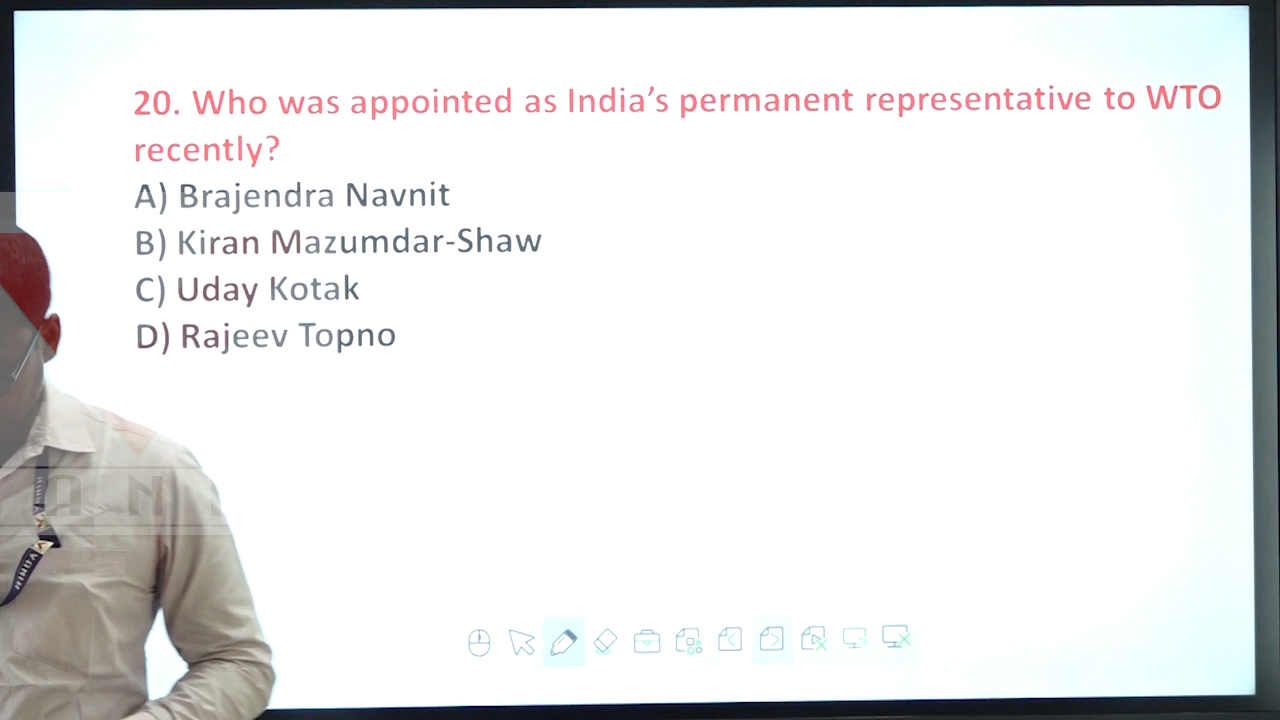 20. Who was appointed as India’s permanent representative to WTO
recently?
A) Brajendra Navnit
B) Kiran Mazumdar-Shaw
C) Uday Kotak
D) Rajeev Topno